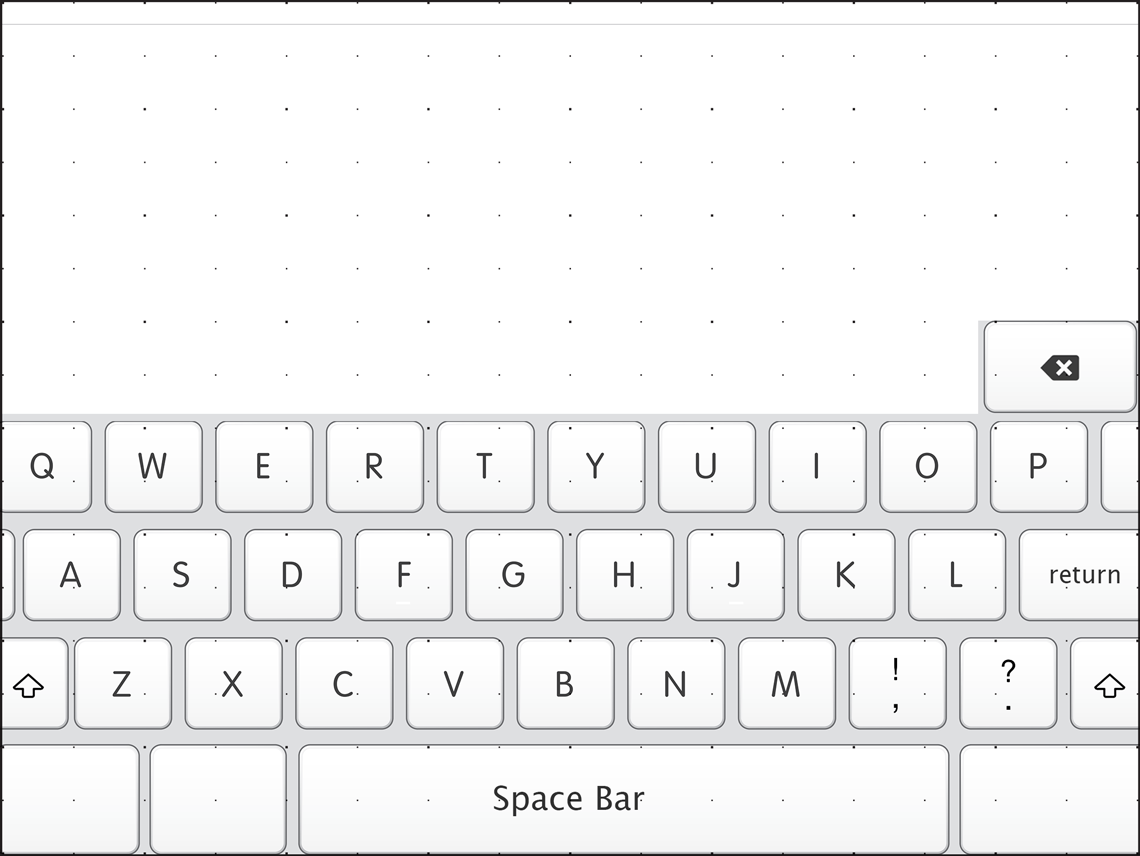 Q W E R T Y U I O P
A S D F G H J K L return
Z X C V B N M ! , ? .
Space Bar